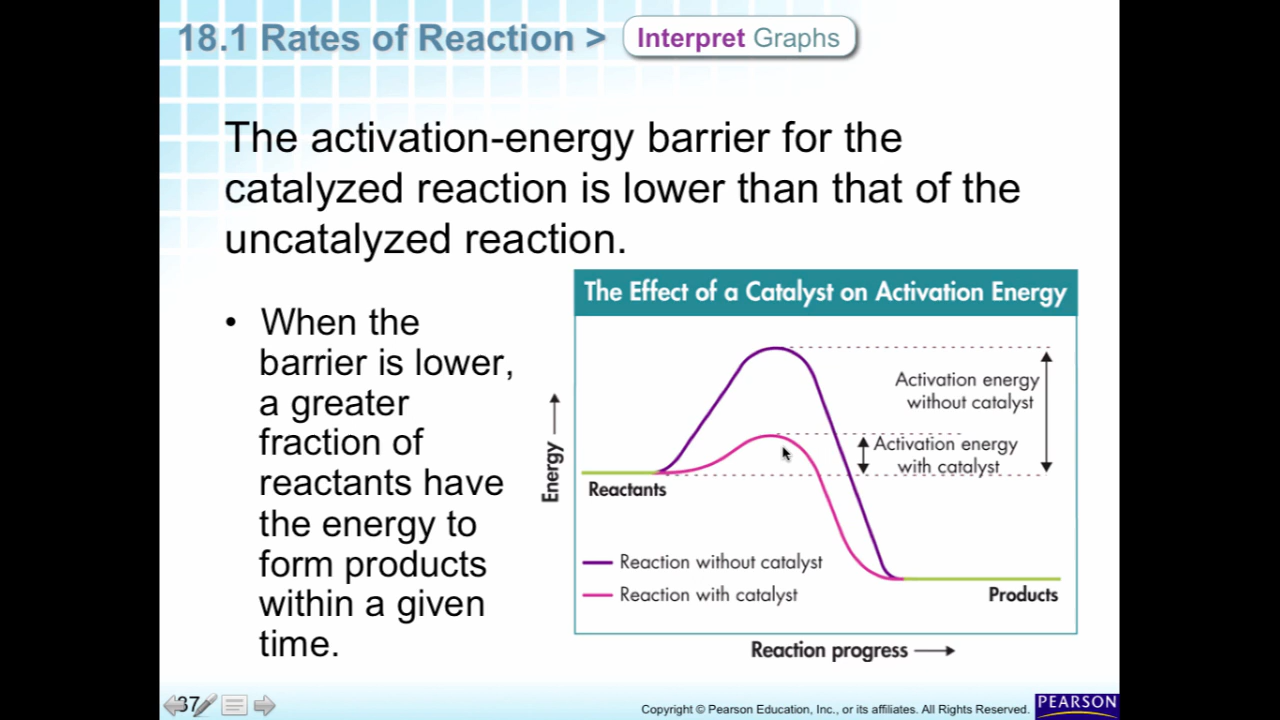 18.1 Rates of Reaction > Interpret Graphs
The activation-energy barrier for the
catalyzed reaction is lower than that of the
uncatalyzed reaction.
• When the
barrier is lower,
a greater
fraction of
reactants have
the energy to
form products
within a given
time.
The Effect of a Catalyst on Activation Energy
Activation energy
without catalyst
Activation energy
with catalyst
Energy
Reactants
Reaction without catalyst
Reaction with catalyst
Products
Reaction progress
37
Copyright © Pearson Education, Inc., or its affiliates. All Rights Reserved.
PEARSON